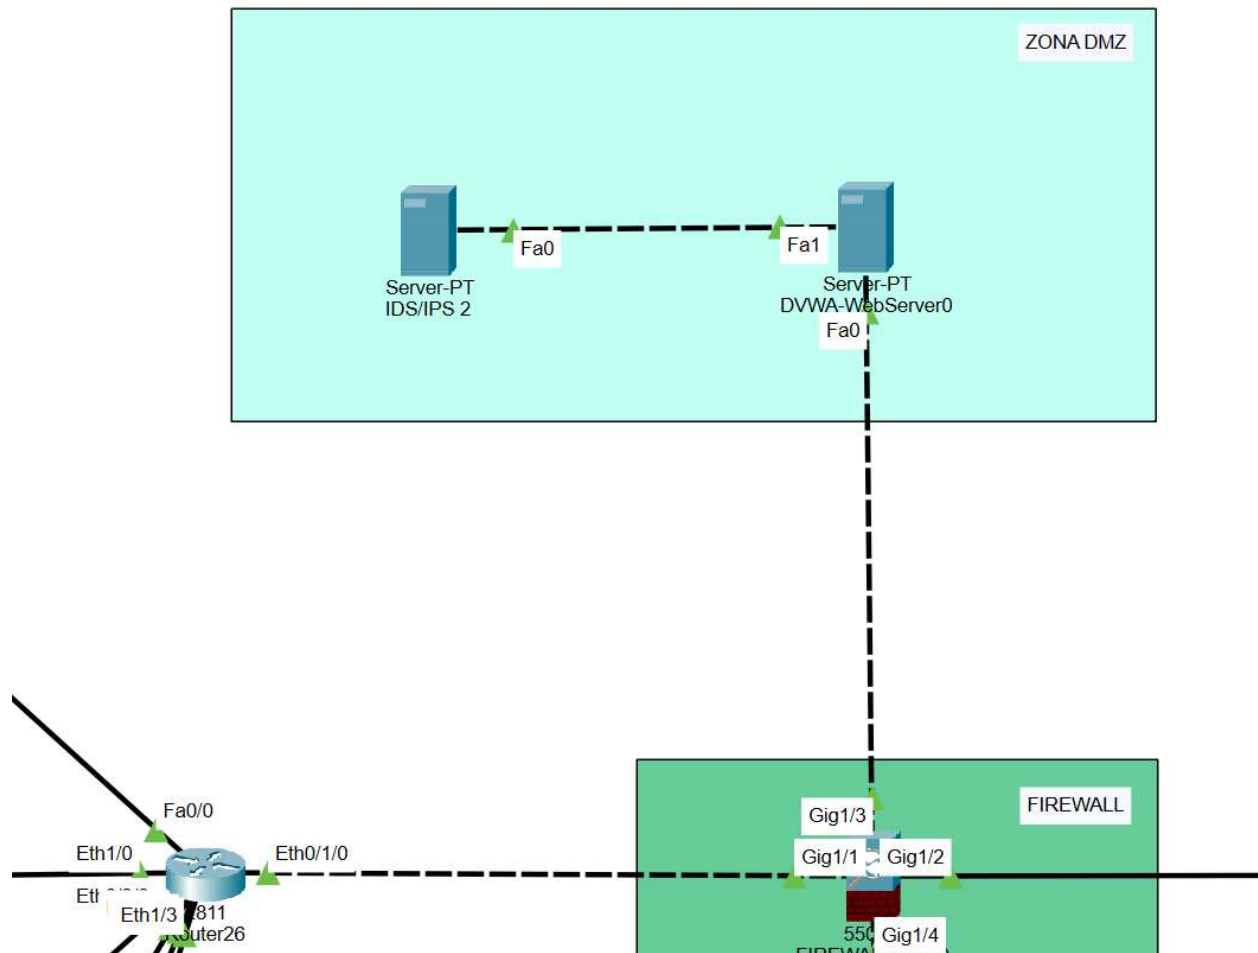 ZONA DMZ
Fa0
Fa1
Server-PT
IDS/IPS 2
Server-PT
DVWA-WebServer0
Fa0
Fa0/0
Eth1/0
Eth0/1/0
Eth1/3
Router26
FIREWALL
Gig1/3
Gig1/1
Gig1/2
Gig1/4